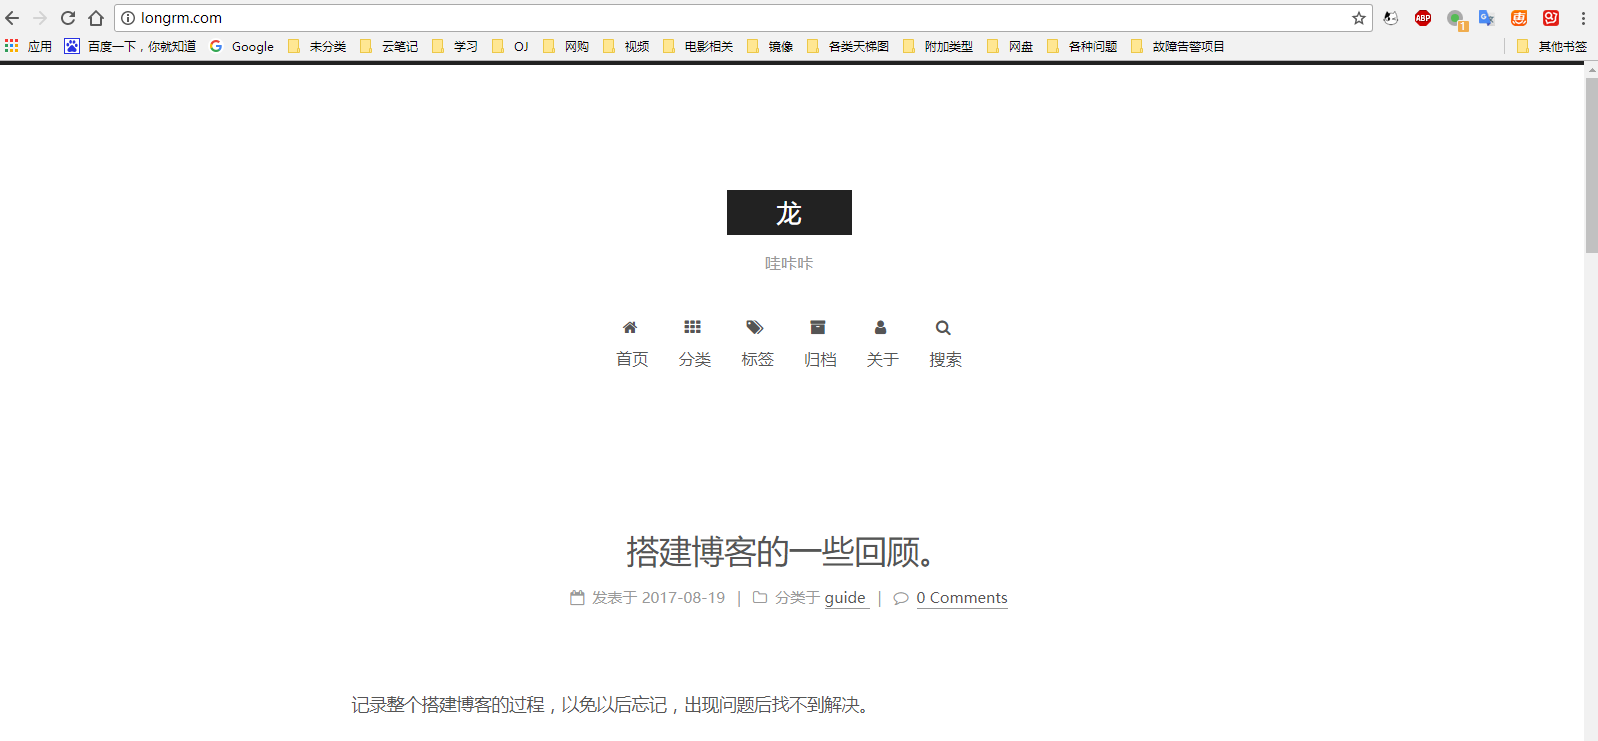 longrm.com
应用 百度一下，你就知道 Google 未分类 云笔记 学习 OJ 网购 视频 电影相关 镜像 各类天梯图 附加类型 网盘 各种问题 故障告警项目 其他书签
ABP
1
惠
龙
哇咔咔
首页 分类 标签 归档 关于 搜索
搭建博客的一些回顾。
发表于 2017-08-19 | 分类于 guide | 0 Comments
记录整个搭建博客的过程，以免以后忘记，出现问题后找不到解决。